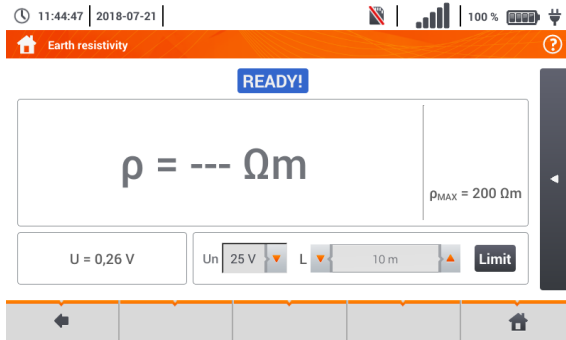 11:44:47 2018-07-21 100 %
Earth resistivity
READY!
ρ = --- Ωm
ρMAX = 200 Ωm
U = 0,26 V Un 25 V L 10 m Limit